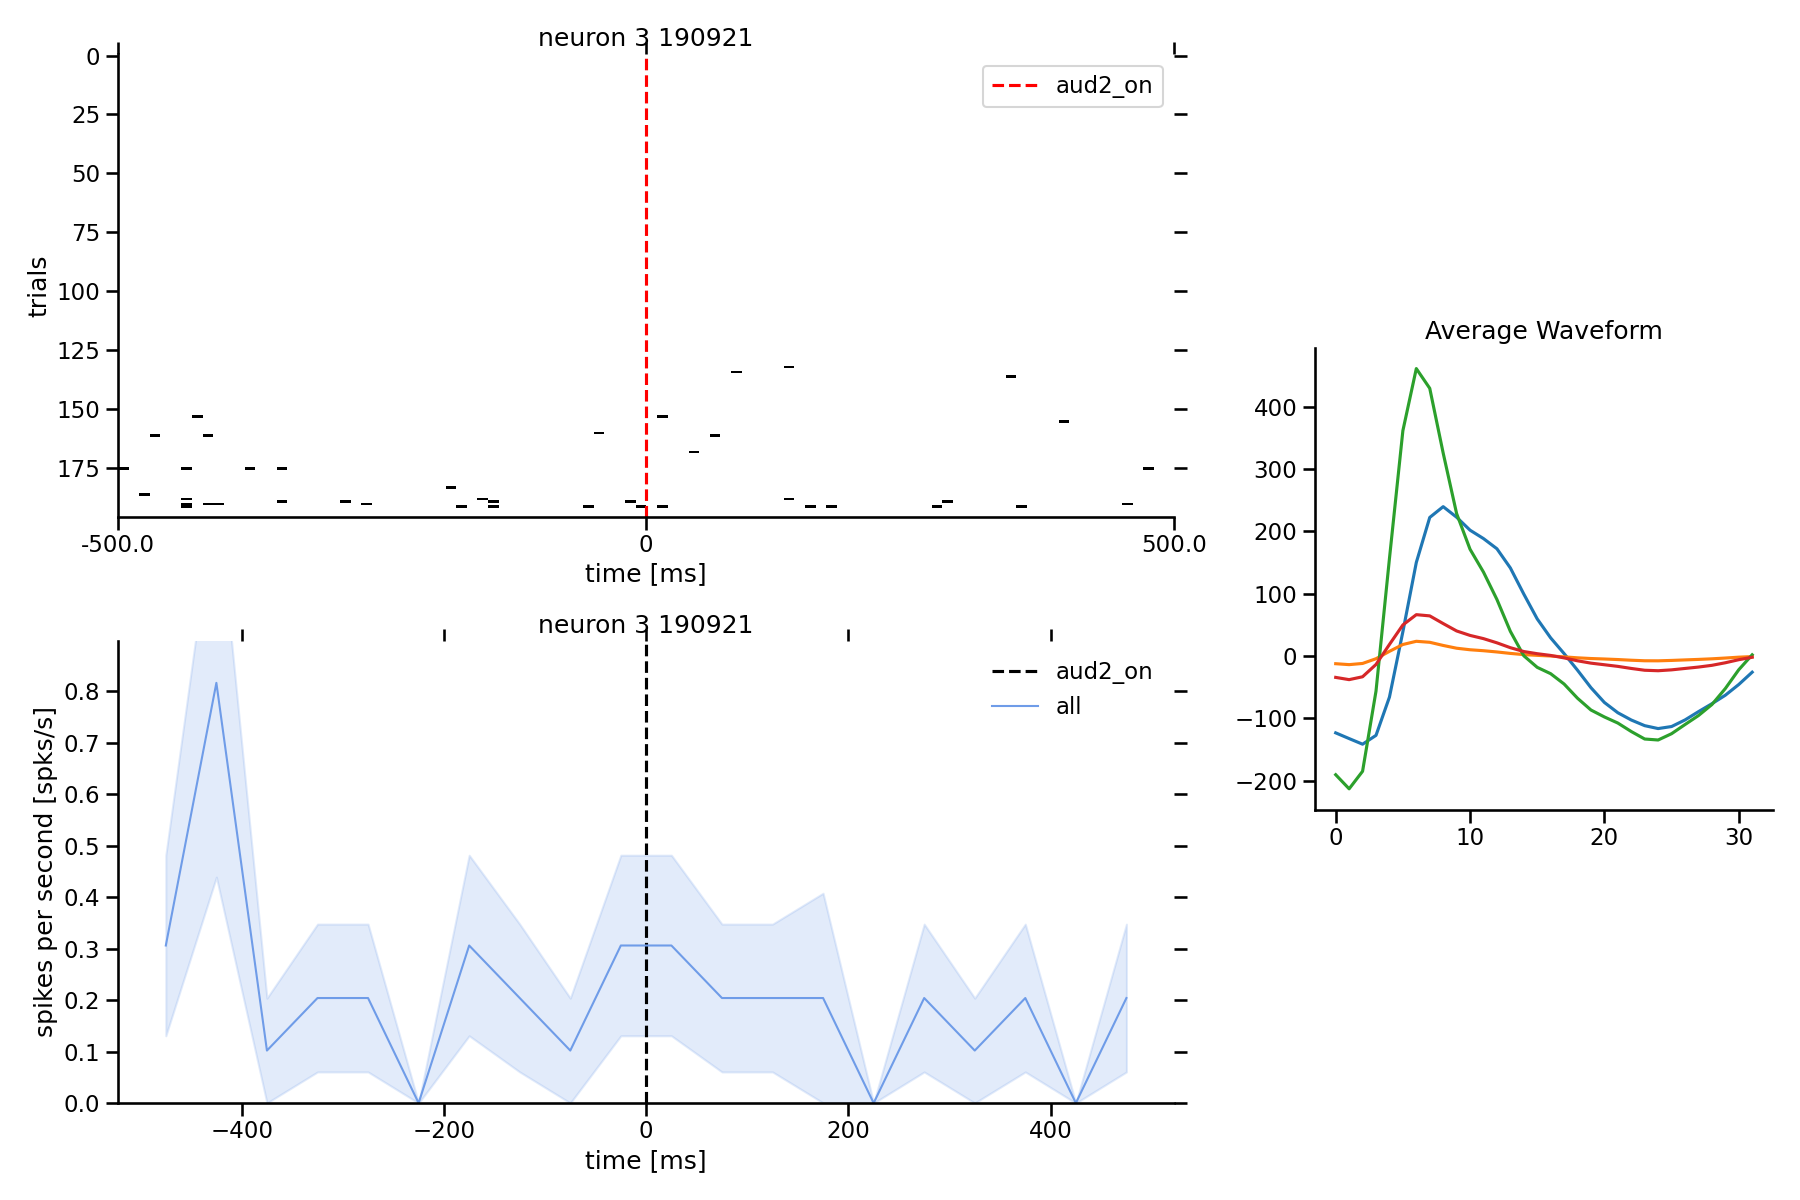 neuron 3 190921
0
25
50
75
100
125
150
175
trials
aud2_on
-500.0 0 500.0
time [ms]
neuron 3 190921
0.8
0.7
0.6
0.5
0.4
0.3
0.2
0.1
0.0
spikes per second [spks/s]
aud2_on
all
−400 −200 0 200 400
time [ms]
Average Waveform
400
300
200
100
0
−100
−200
0 10 20 30